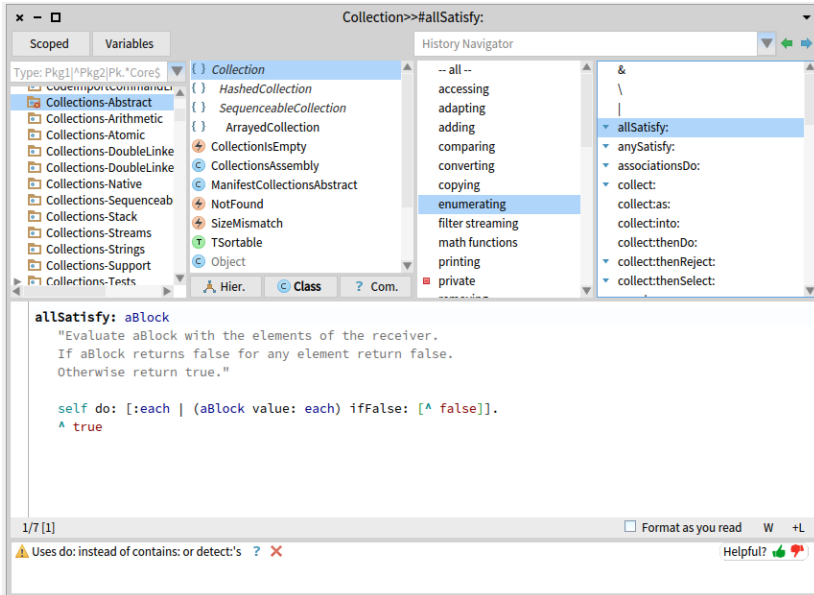 Collection>>#allSatisfy:
Scoped
Variables
History Navigator
Type: Pkg1|^Pkg2|Pk.*Core$
Collections-Abstract
Collections-Arithmetic
Collections-Atomic
Collections-DoubleLinke
Collections-DoubleLinke
Collections-Native
Collections-Sequenceab
Collections-Stack
Collections-Streams
Collections-Strings
Collections-Support
Collections-Tests
{ } Collection
{ } HashedCollection
{ } SequenceableCollection
{ } ArrayedCollection
CollectionIsEmpty
C CollectionsAssembly
C ManifestCollectionsAbstract
NotFound
SizeMismatch
T TSortable
C Object
Hier.
C Class
? Com.
-- all --
accessing
adapting
adding
comparing
converting
copying
enumerating
filter streaming
math functions
printing
private
&
\
|
allSatisfy:
anySatisfy:
associationsDo:
collect:
collect:as:
collect:into:
collect:thenDo:
collect:thenReject:
collect:thenSelect:
allSatisfy: aBlock
"Evaluate aBlock with the elements of the receiver.
If aBlock returns false for any element return false.
Otherwise return true."
self do: [:each | (aBlock value: each) ifFalse: [^ false]].
^ true
1/7 [1]
Format as you read
W
+L
Uses do: instead of contains: or detect:'s ?
Helpful?